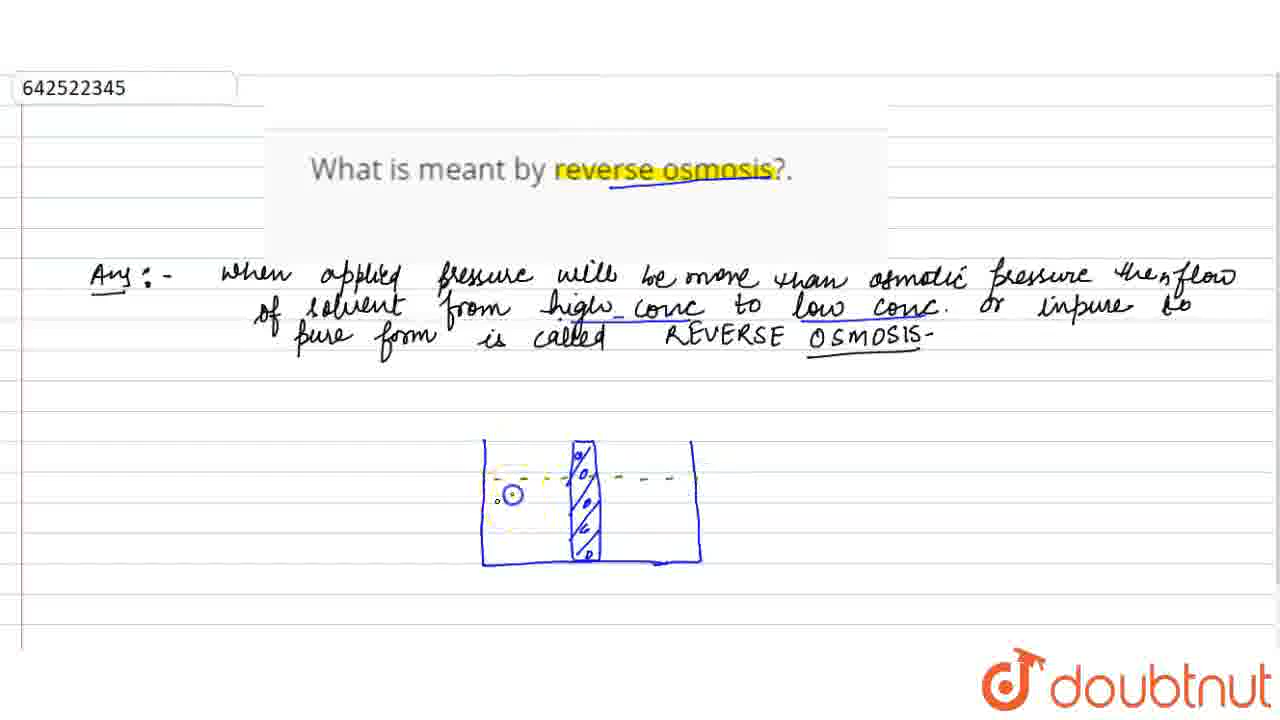 642522345
What is meant by reverse osmosis?.
Ans:- When applied pressure will be more than osmotic pressure then flow
of solvent from high conc to low conc. or inpure to
pure form is called REVERSE OSMOSIS-
doubtnut